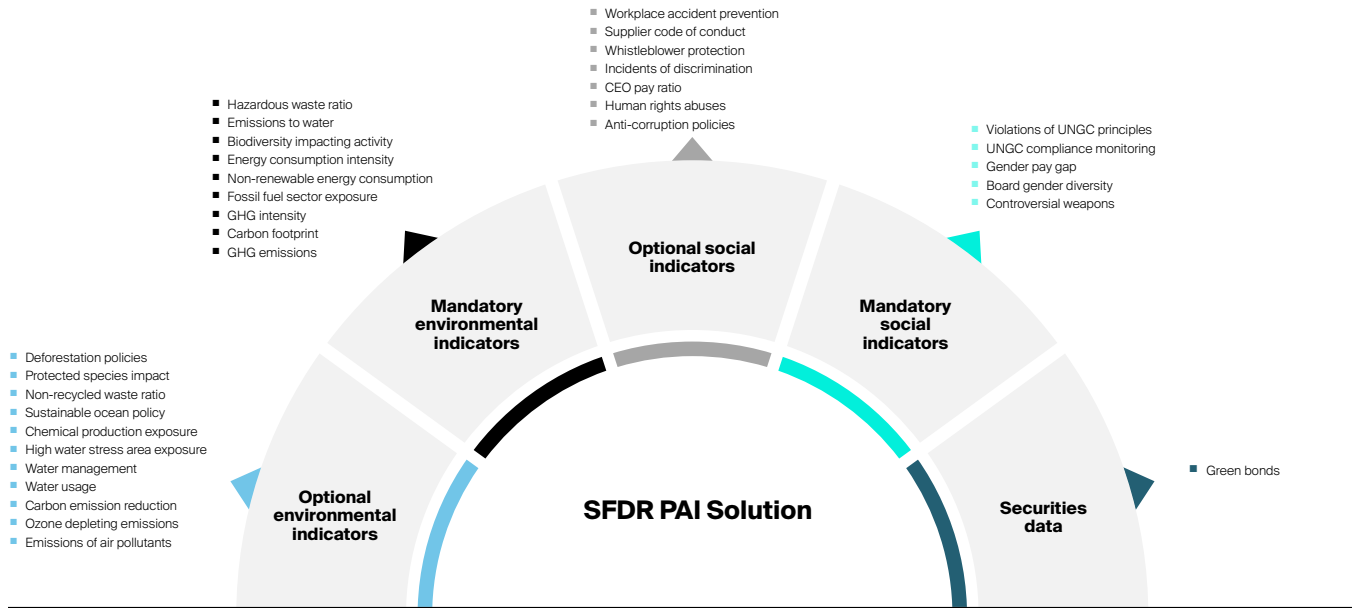 Workplace accident prevention
Supplier code of conduct
Whistleblower protection
Incidents of discrimination
CEO pay ratio
Human rights abuses
Anti-corruption policies
Hazardous waste ratio
Emissions to water
Biodiversity impacting activity
Energy consumption intensity
Non-renewable energy consumption
Fossil fuel sector exposure
GHG intensity
Carbon footprint
GHG emissions
Violations of UNGC principles
UNGC compliance monitoring
Gender pay gap
Board gender diversity
Controversial weapons
Optional social
indicators
Mandatory
environmental
indicators
Mandatory
social
indicators
Deforestation policies
Protected species impact
Non-recycled waste ratio
Sustainable ocean policy
Chemical production exposure
High water stress area exposure
Water management
Water usage
Carbon emission reduction
Ozone depleting emissions
Emissions of air pollutants
Optional
environmental
indicators
SFDR PAI Solution
Securities
data
Green bonds